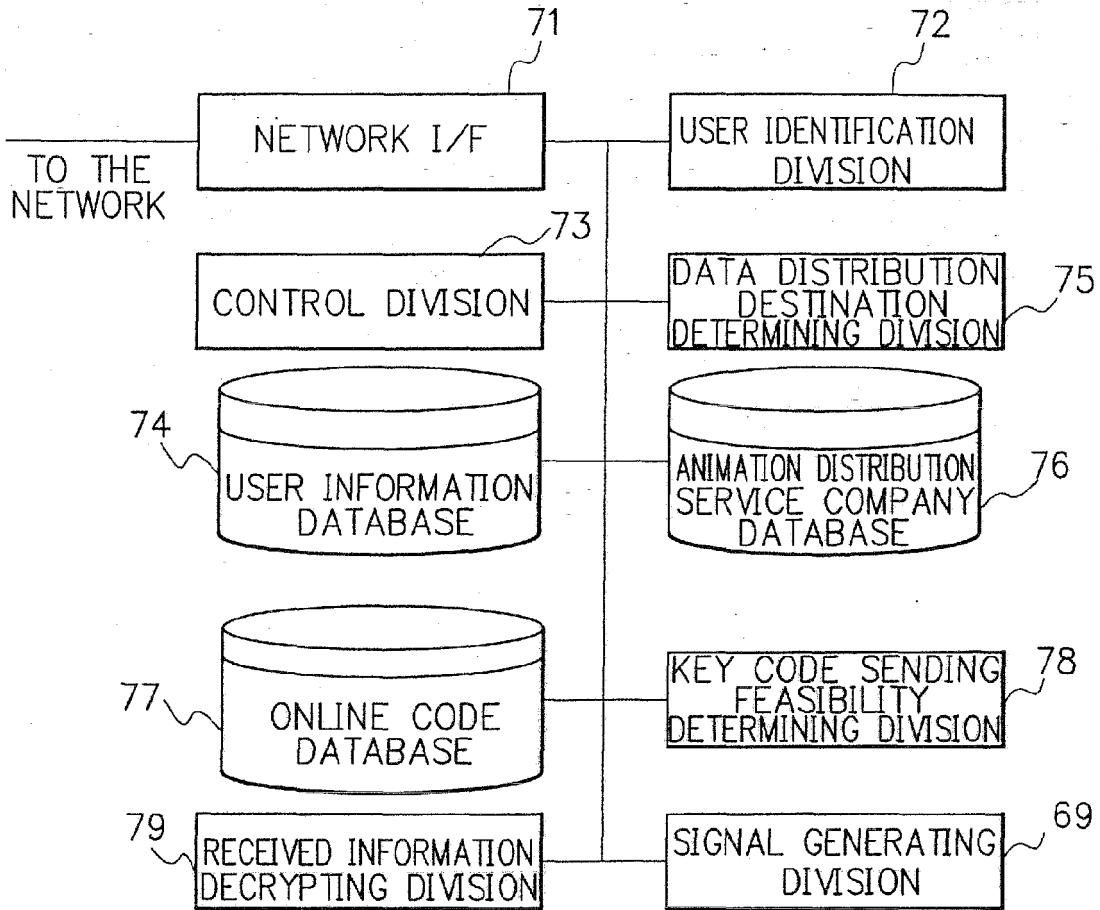 71
72
NETWORK I/F
USER IDENTIFICATION
DIVISION
TO THE
NETWORK
73
CONTROL DIVISION
DATA DISTRIBUTION
DESTINATION
DETERMINING DIVISION
75
74
USER INFORMATION
DATABASE
ANIMATION DISTRIBUTION
SERVICE COMPANY
DATABASE
76
77
ONLINE CODE
DATABASE
KEY CODE SENDING
FEASIBILITY
DETERMINING DIVISION
78
79
RECEIVED INFORMATION
DECRYPTING DIVISION
SIGNAL GENERATING
DIVISION
69